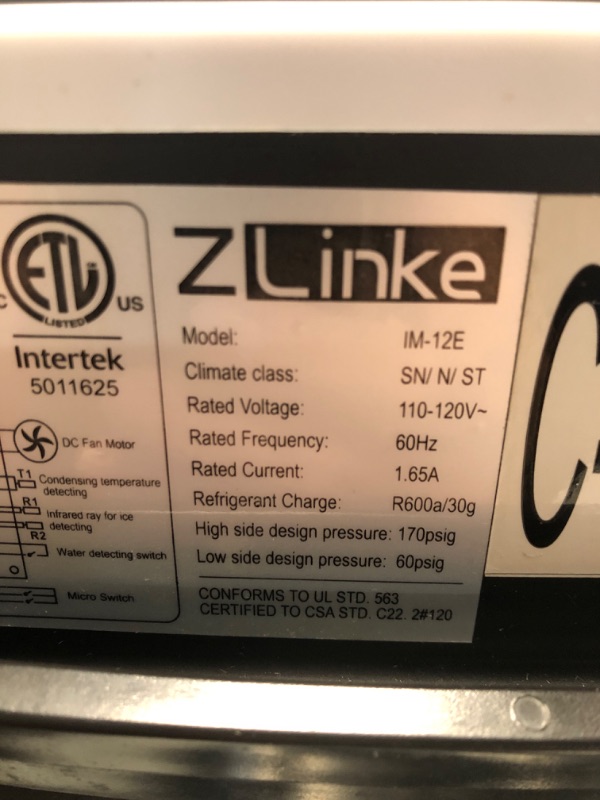 C ETL US
LISTED
Intertek
5011625
DC Fan Motor
T1
Condensing temperature
detecting
R1
Infrared ray for ice
detecting
R2
Water detecting switch
Micro Switch
ZLinke
Model: IM-12E
Climate class: SN/ N/ ST
Rated Voltage: 110-120V~
Rated Frequency: 60Hz
Rated Current: 1.65A
Refrigerant Charge: R600a/30g
High side design pressure: 170psig
Low side design pressure: 60psig
CONFORMS TO UL STD. 563
CERTIFIED TO CSA STD. C22. 2#120